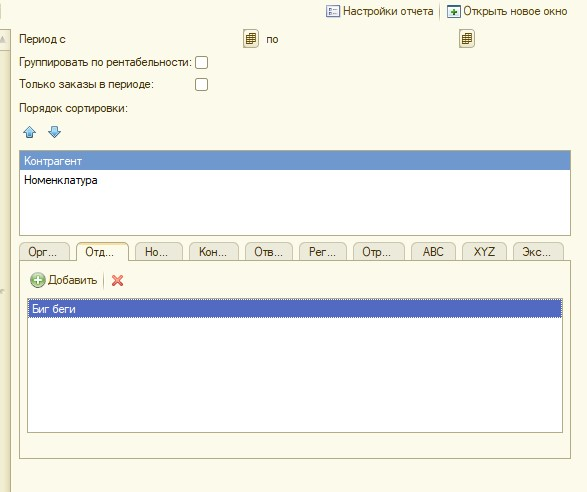 Настройки отчета Открыть новое окно
Период с по
Группировать по рентабельности:
Только заказы в периоде:
Порядок сортировки:
Контрагент
Номенклатура
Орг... Отд... Но... Кон... Отв... Рег... Отр... ABC XYZ Экс...
Добавить
Биг беги